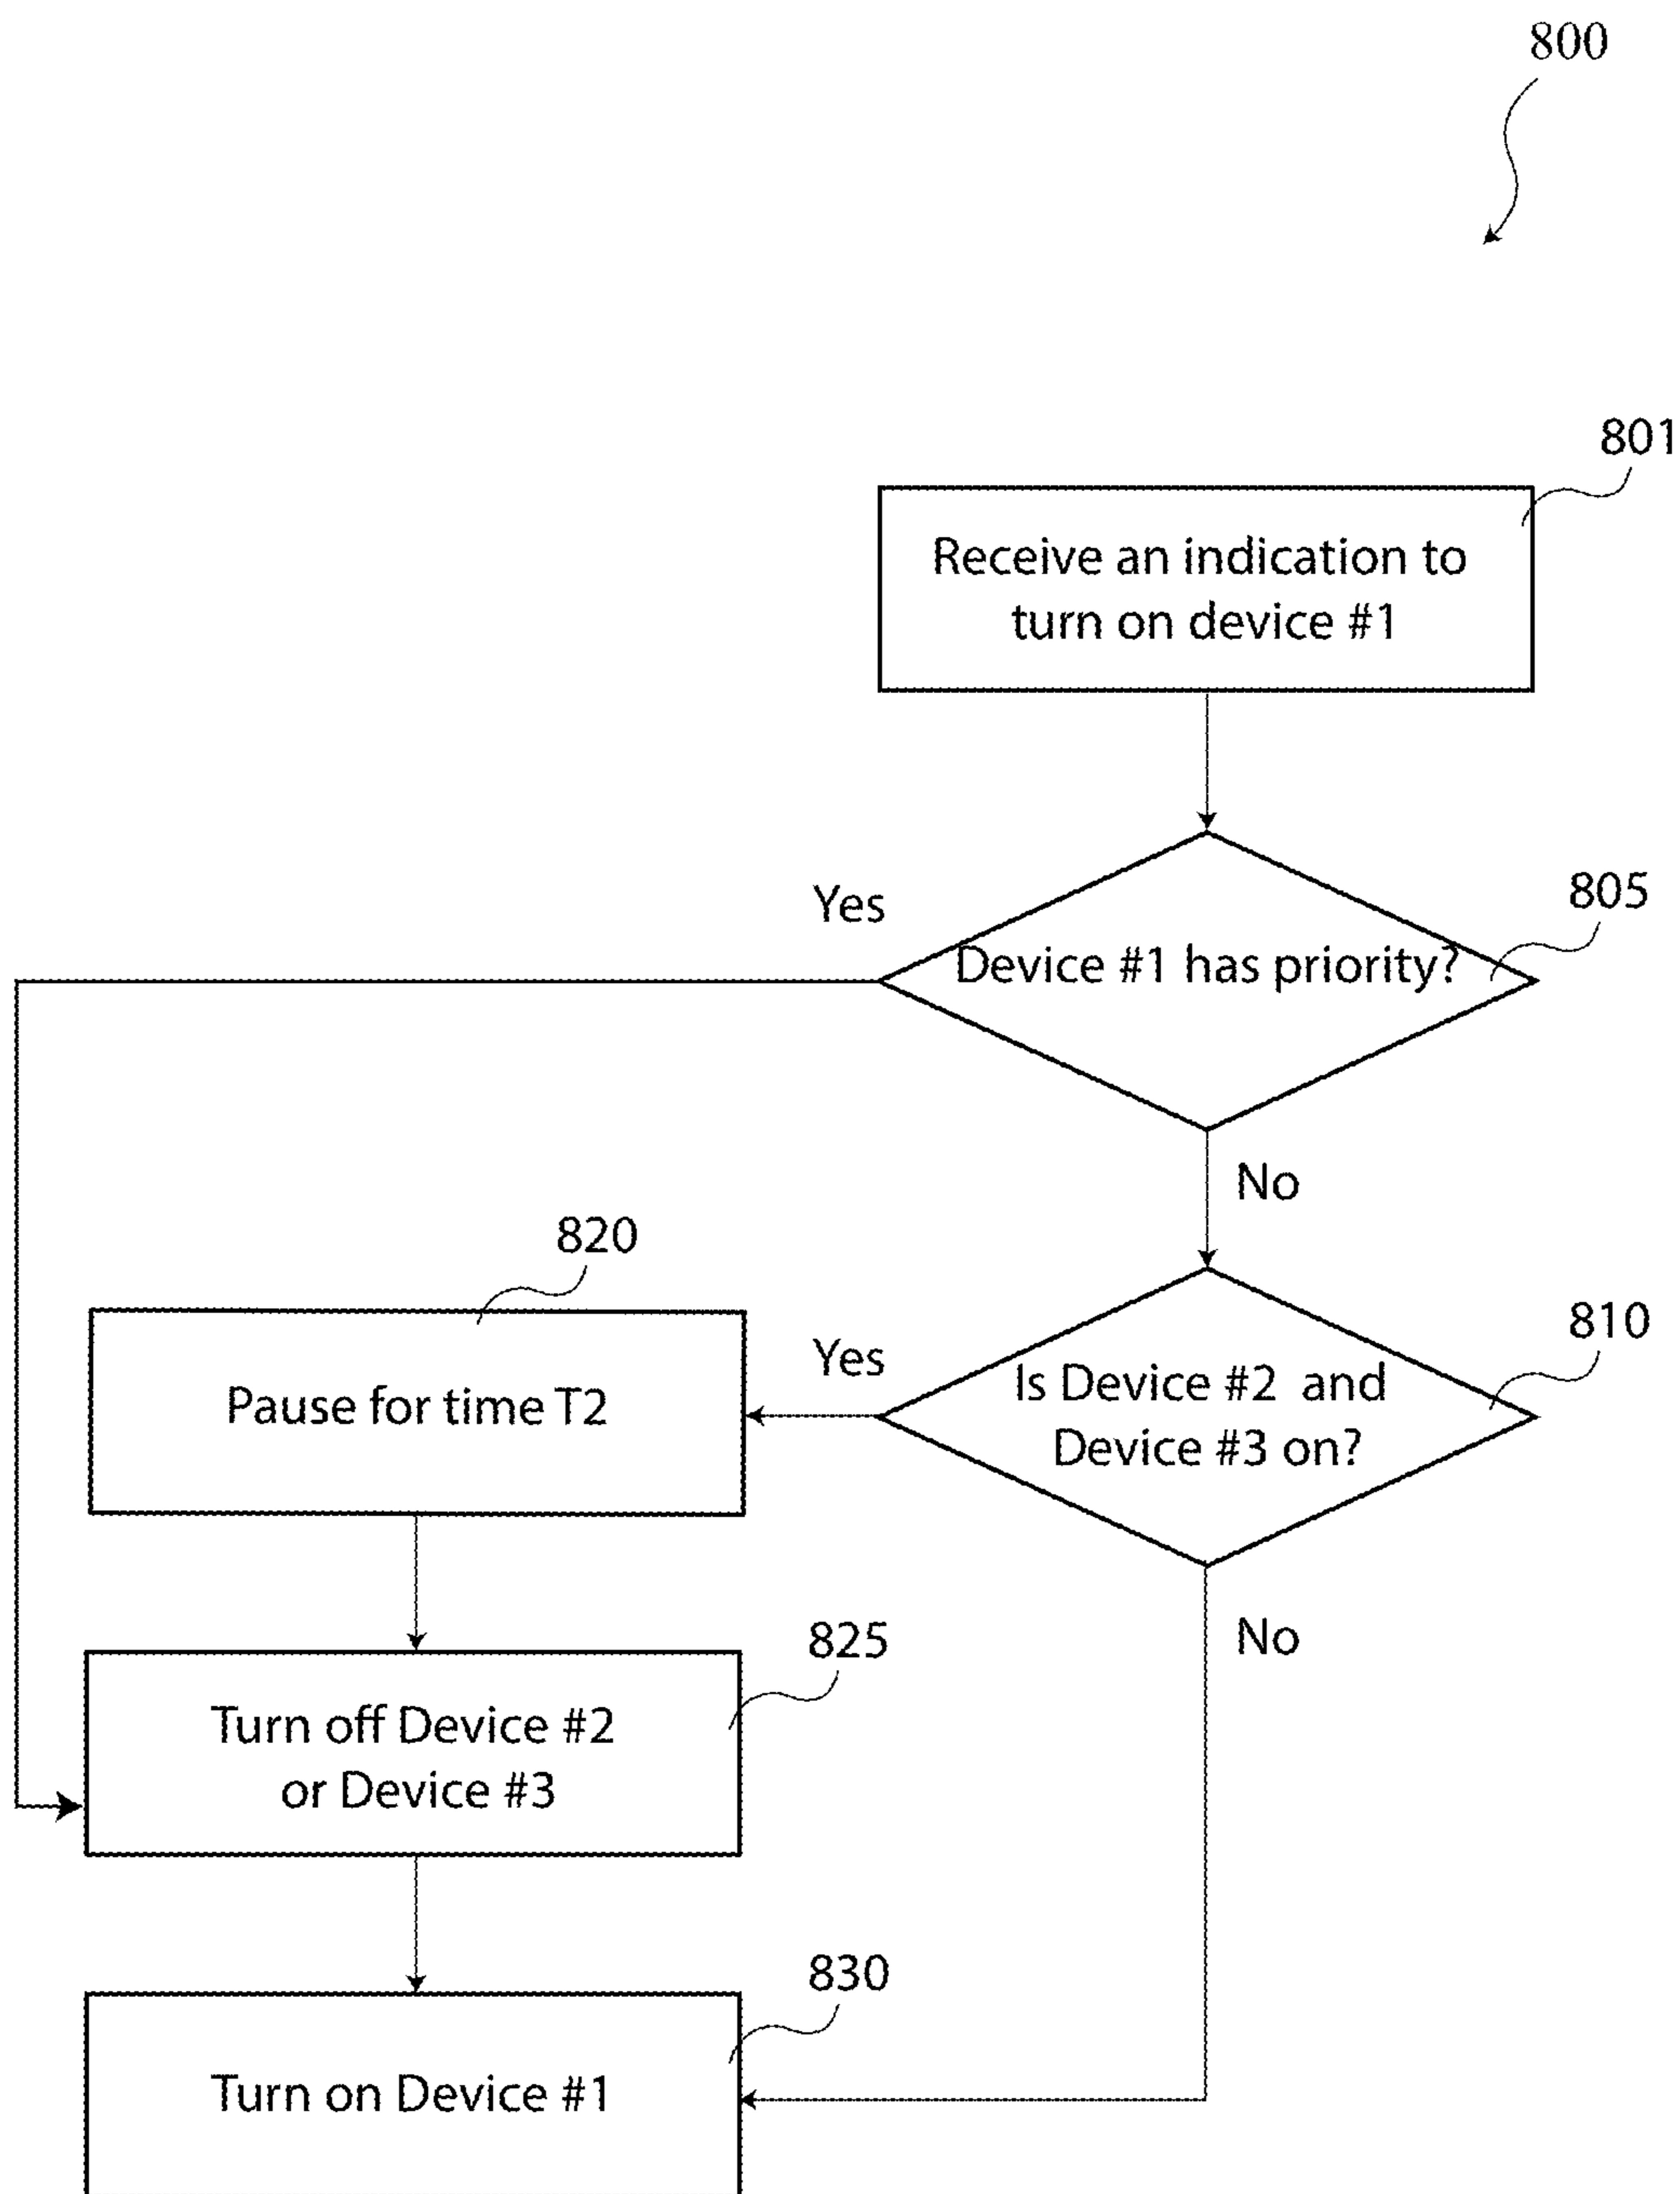 800
801
Receive an indication to
turn on device #1
Yes
805
Device #1 has priority?
No
820
810
Pause for time T2
Yes
Is Device #2 and
Device #3 on?
825
No
Turn off Device #2
or Device #3
830
Turn on Device #1